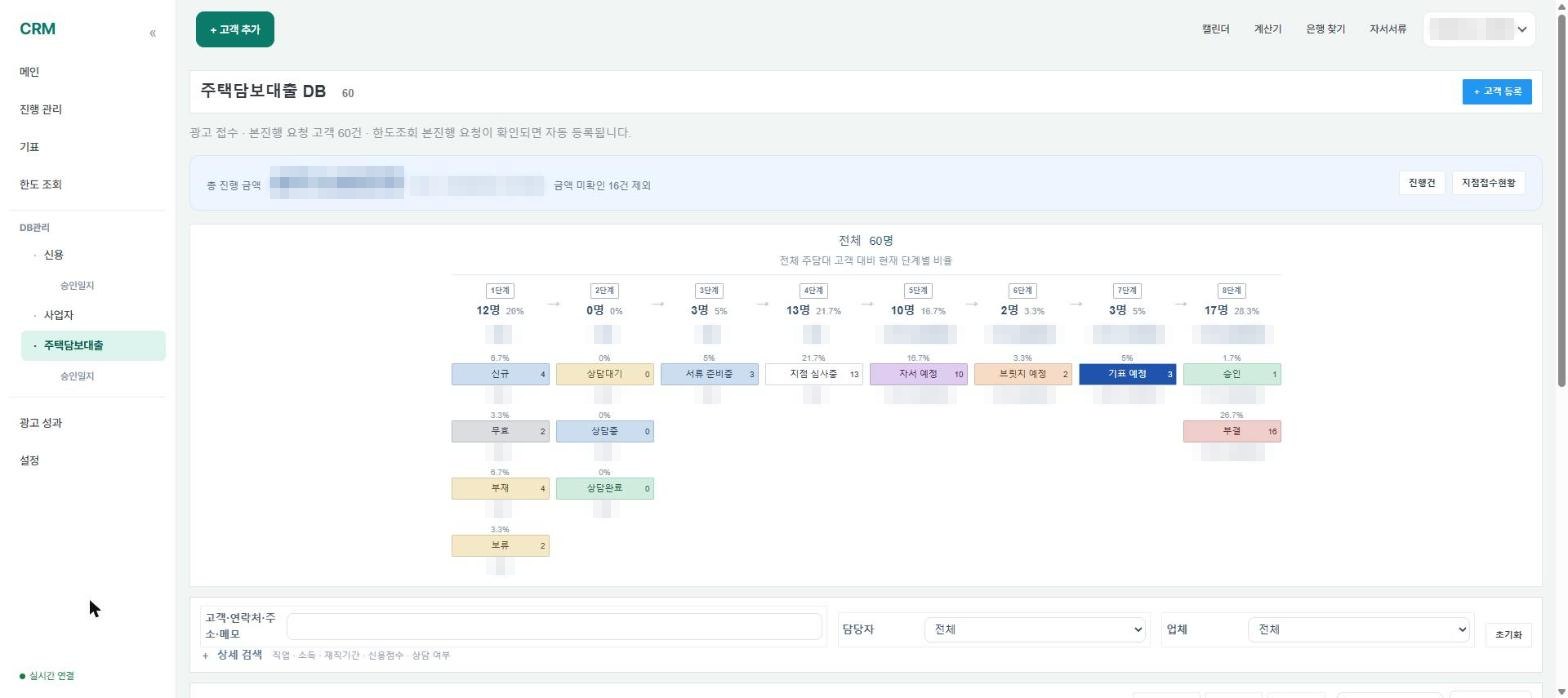 CRM
«
+ 고객 추가
캘린더 계산기 은행 찾기 자서서류
메인
진행 관리
기표
한도 조회
DB관리
· 신용
승인일지
· 사업자
· 주택담보대출
승인일지
광고 성과
설정
실시간 연결
주택담보대출 DB 60
+ 고객 등록
광고 접수 · 본진행 요청 고객 60건 · 한도조회 본진행 요청이 확인되면 자동 등록됩니다.
총 진행 금액 금액 미확인 16건 제외
진행건 지점접수현황
전체 60명
전체 주담대 고객 대비 현재 단계별 비율
1단계 2단계 3단계 4단계 5단계 6단계 7단계 8단계
12명 20% → 0명 0% → 3명 5% → 13명 21.7% → 10명 16.7% → 2명 3.3% → 3명 5% → 17명 28.3%
6.7% 0% 5% 21.7% 16.7% 3.3% 5% 1.7%
신규 4 상담대기 0 서류 준비중 3 지점 심사중 13 자서 예정 10 브릿지 예정 2 기표 예정 3 승인 1
3.3% 0% 26.7%
무효 2 상담중 0 부결 16
6.7% 0%
부재 4 상담완료 0
3.3%
보류 2
고객·연락처·주
소·메모
담당자 전체 업체 전체 초기화
+ 상세 검색 직업 · 소득 · 재직기간 · 신용점수 · 상담 여부